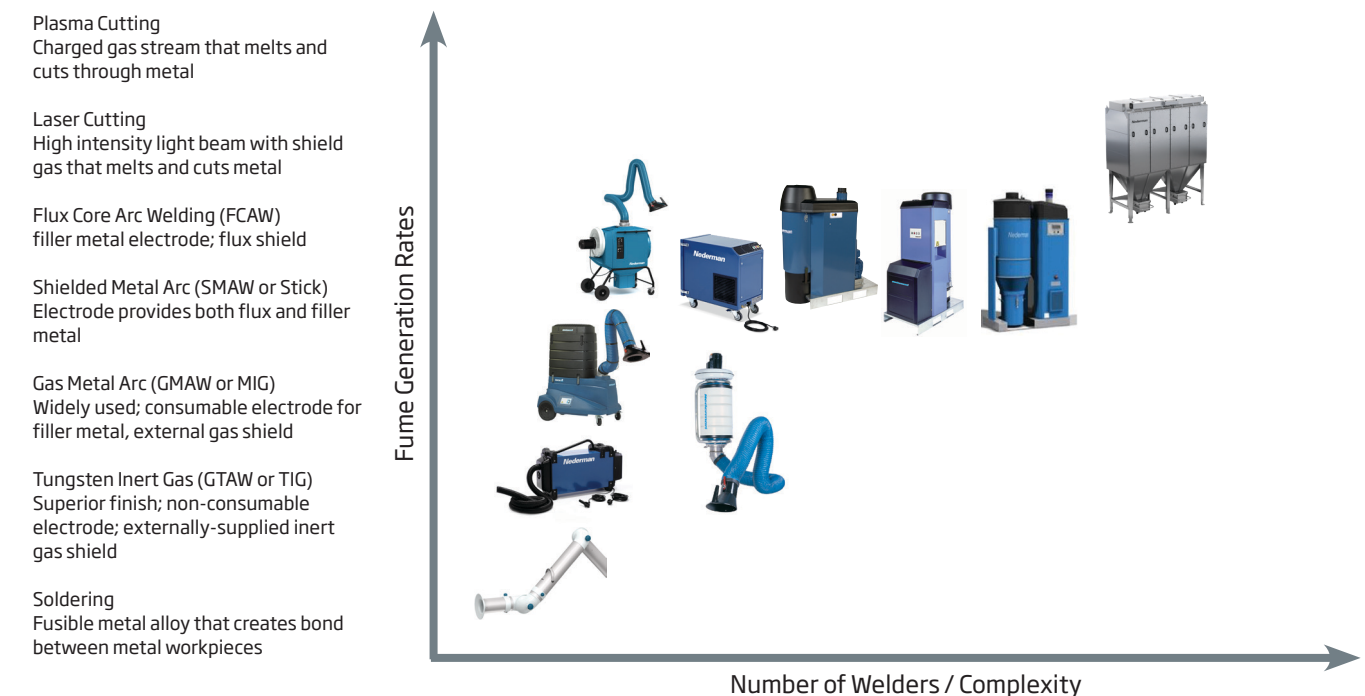 Plasma Cutting
Charged gas stream that melts and
cuts through metal
Laser Cutting
High intensity light beam with shield
gas that melts and cuts metal
Flux Core Arc Welding (FCAW)
filler metal electrode; flux shield
Shielded Metal Arc (SMAW or Stick)
Electrode provides both flux and filler
metal
Gas Metal Arc (GMAW or MIG)
Widely used; consumable electrode for
filler metal, external gas shield
Tungsten Inert Gas (GTAW or TIG)
Superior finish; non-consumable
electrode; externally-supplied inert
gas shield
Soldering
Fusible metal alloy that creates bond
between metal workpieces
Fume Generation Rates
Nederman
Nederman
Nederman
Nederman
Number of Welders / Complexity